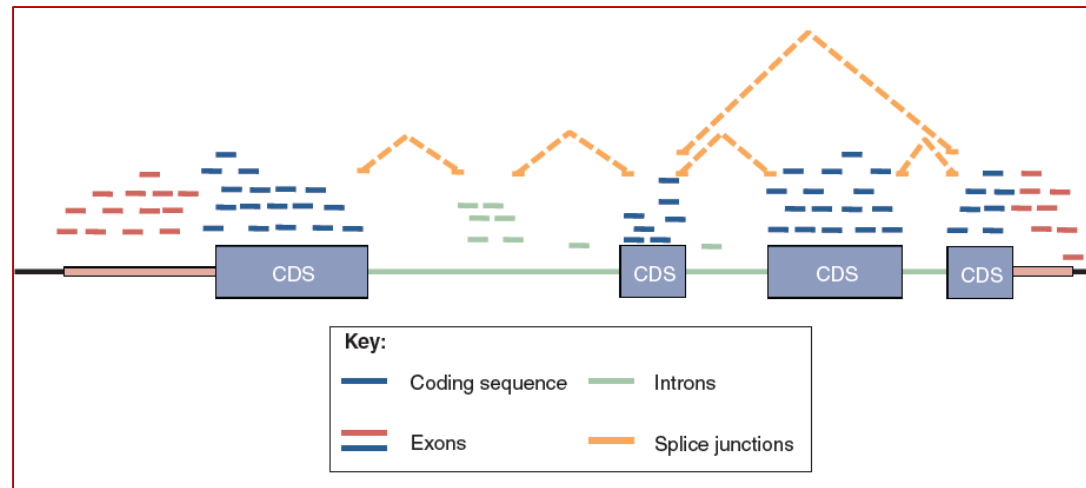 CDS CDS CDS CDS
Key:
Coding sequence Introns
Exons Splice junctions